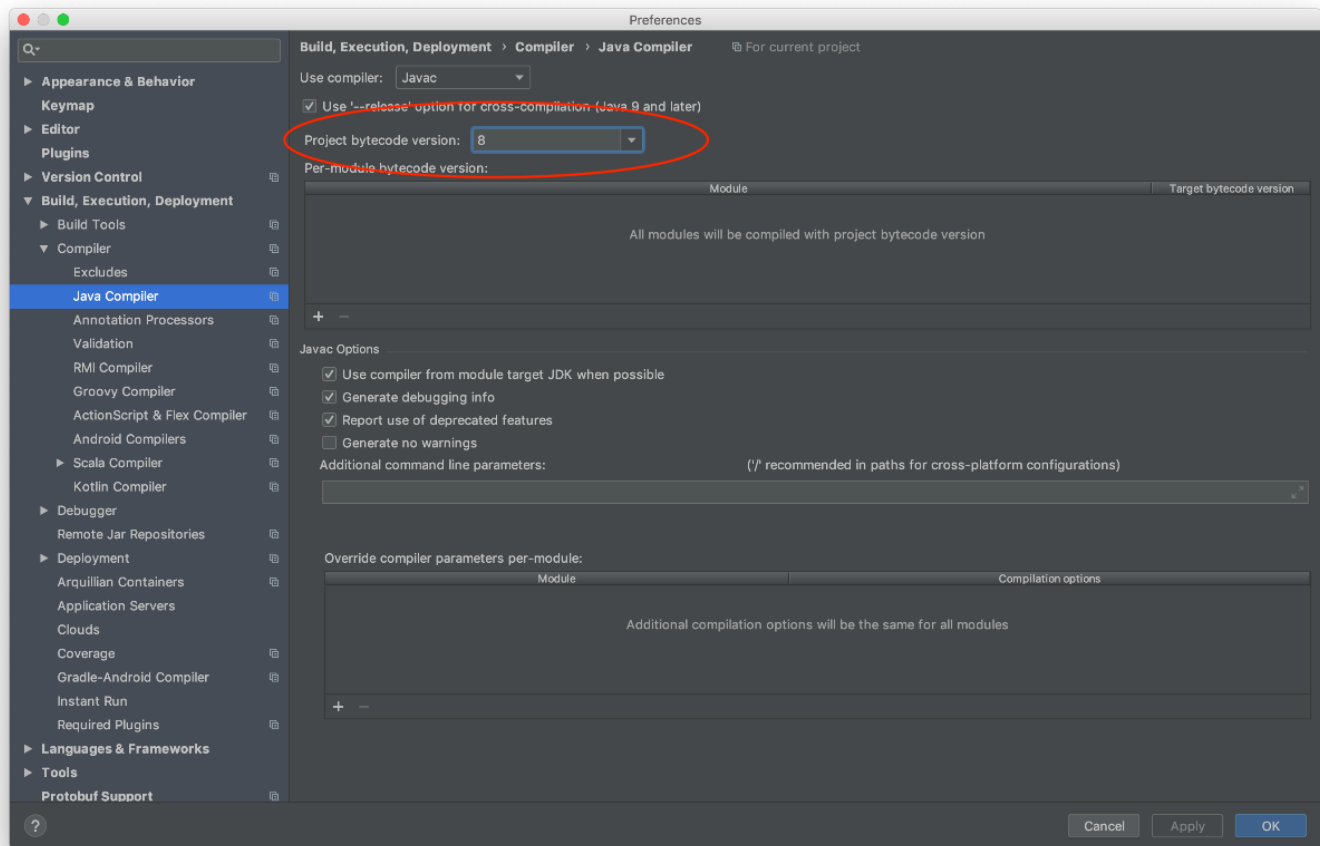 Preferences
Appearance & Behavior
Keymap
Editor
Plugins
Version Control
Build, Execution, Deployment
Build Tools
Compiler
Excludes
Java Compiler
Annotation Processors
Validation
RMI Compiler
Groovy Compiler
ActionScript & Flex Compiler
Android Compilers
Scala Compiler
Kotlin Compiler
Debugger
Remote Jar Repositories
Deployment
Arquillian Containers
Application Servers
Clouds
Coverage
Gradle-Android Compiler
Instant Run
Required Plugins
Languages & Frameworks
Tools
Protobuf Support
Build, Execution, Deployment › Compiler › Java Compiler For current project
Use compiler: Javac
Use '--release' option for cross-compilation (Java 9 and later)
Project bytecode version: 8
Per-module bytecode version:
Module Target bytecode version
All modules will be compiled with project bytecode version
+ −
Javac Options
Use compiler from module target JDK when possible
Generate debugging info
Report use of deprecated features
Generate no warnings
Additional command line parameters: ('/' recommended in paths for cross-platform configurations)
Override compiler parameters per-module:
Module Compilation options
Additional compilation options will be the same for all modules
+ −
? Cancel Apply OK